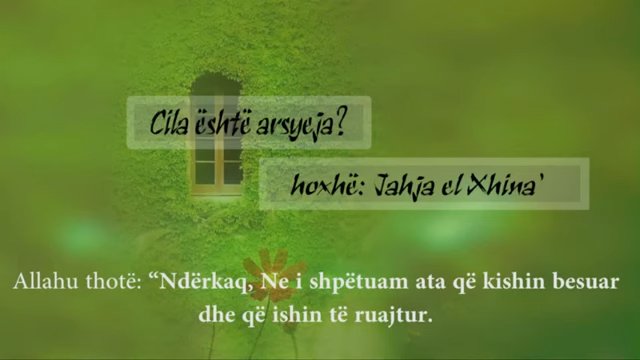 Cila është arsyeja?
hoxhë: Jahja el Xhina'
Allahu thotë: “Ndërkaq, Ne i shpëtuam ata që kishin besuar
dhe që ishin të ruajtur.